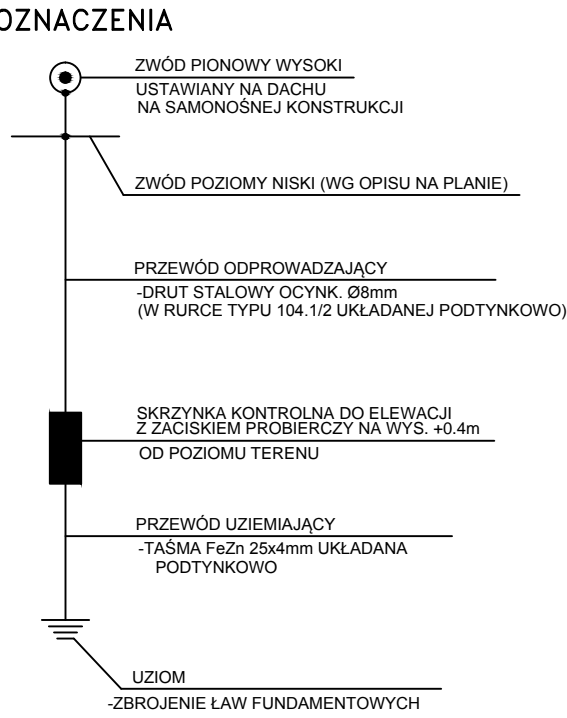 OZNACZENIA
ZWÓD PIONOWY WYSOKI
USTAWIANY NA DACHU
NA SAMONOŚNEJ KONSTRUKCJI
ZWÓD POZIOMY NISKI (WG OPISU NA PLANIE)
PRZEWÓD ODPROWADZAJĄCY
-DRUT STALOWY OCYNK. Ø8mm
(W RURCE TYPU 104.1/2 UKŁADANEJ PODTYNKOWO)
SKRZYNKA KONTROLNA DO ELEWACJI
Z ZACISKIEM PROBIERCZY NA WYS. +0.4m
OD POZIOMU TERENU
PRZEWÓD UZIEMIAJĄCY
-TAŚMA FeZn 25x4mm UKŁADANA
PODTYNKOWO
UZIOM
-ZBROJENIE ŁAW FUNDAMENTOWYCH